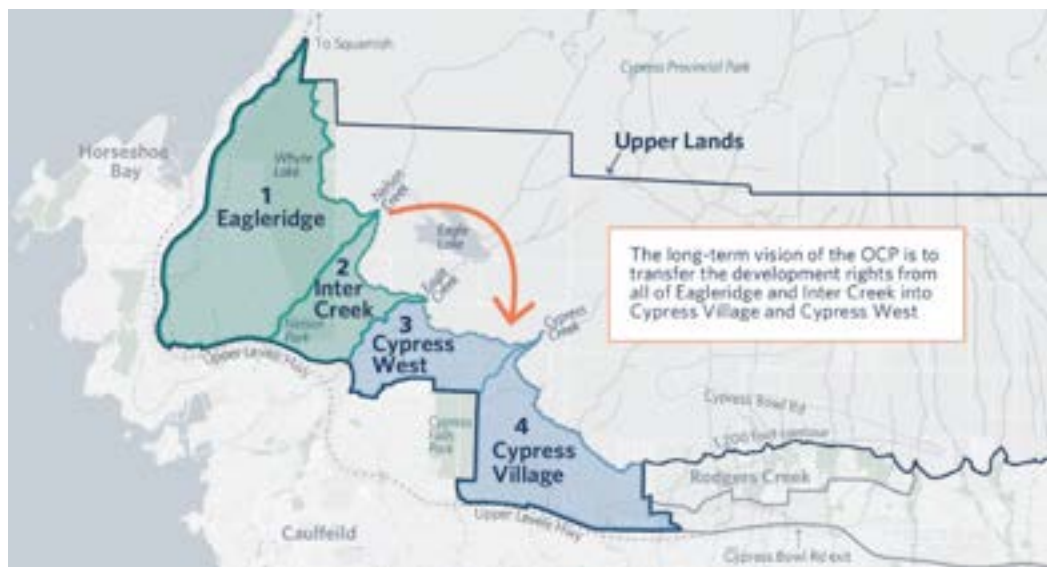 To Squamish
Cypress Provincial Park
Upper Lands
Horseshoe
Bay
Whyte
Lake
1
Eagleridge
Nelson
Creek
Eagle
Lake
The long-term vision of the OCP is to
transfer the development rights from
all of Eagleridge and Inter Creek into
Cypress Village and Cypress West
2
Inter
Creek
Eagle
Creek
Nelson
Park
3
Cypress
West
Cypress
Creek
Upper Levels Hwy
Cypress
Falls
Park
4
Cypress
Village
Cypress Bowl Rd
1,200 foot contour
Rodgers Creek
Upper Levels Hwy
Caulfeild
Cypress Bowl Rd exit